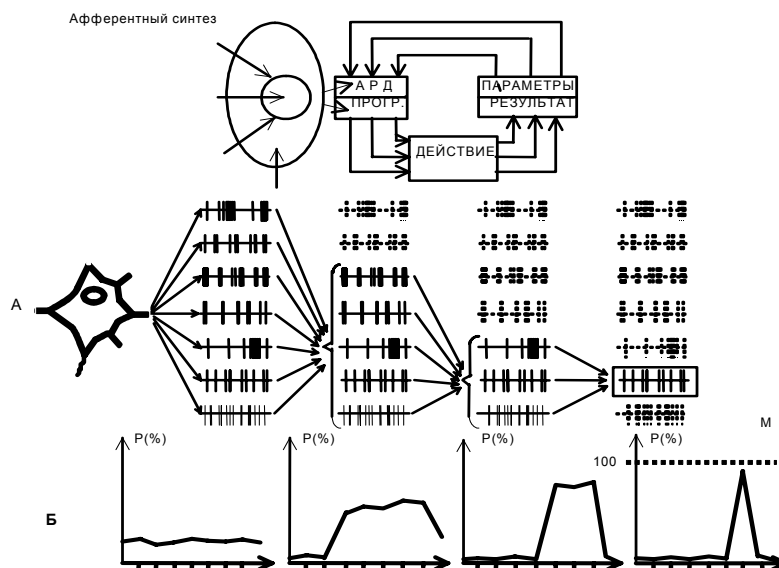 Афферентный синтез
А Р Д
ПРОГР.
ПАРАМЕТРЫ
РЕЗУЛЬТАТ
ДЕЙСТВИЕ
А
М
P(%)
P(%)
P(%)
P(%)
100
Б